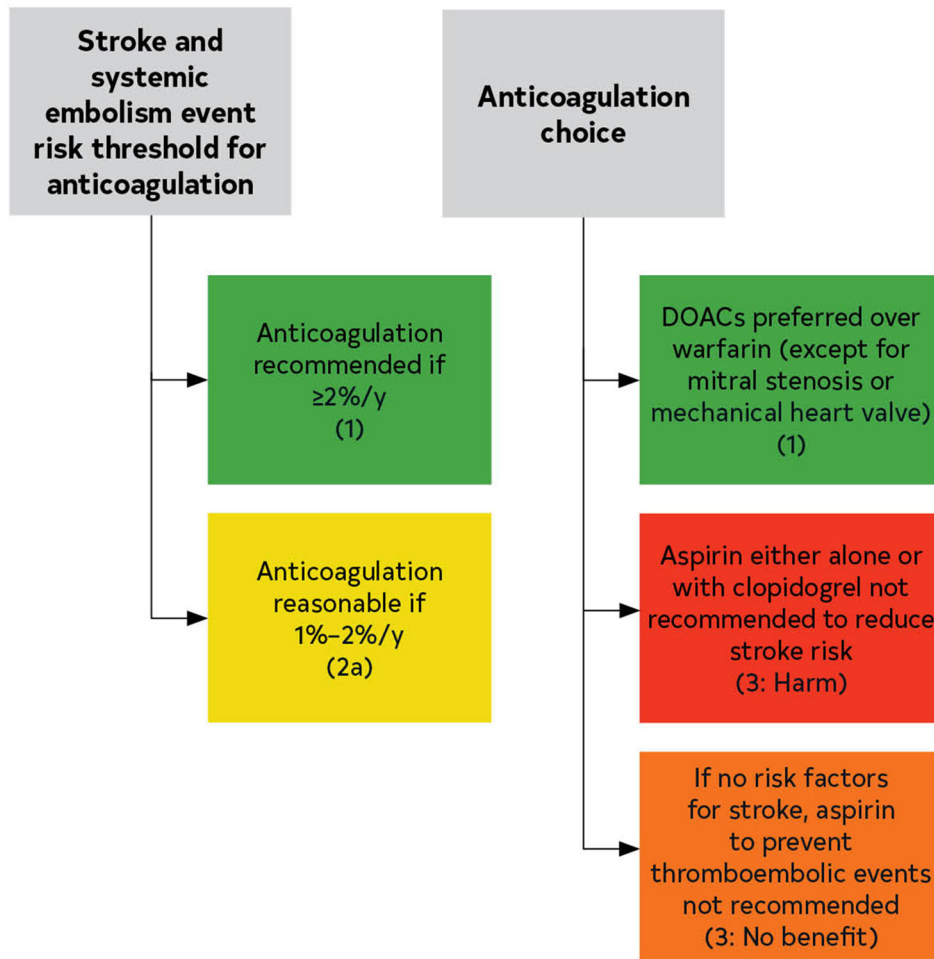 Stroke and
systemic
embolism event
risk threshold for
anticoagulation
Anticoagulation
recommended if
≥2%/y
(1)
Anticoagulation
reasonable if
1%–2%/y
(2a)
Anticoagulation
choice
DOACs preferred over
warfarin (except for
mitral stenosis or
mechanical heart valve)
(1)
Aspirin either alone or
with clopidogrel not
recommended to reduce
stroke risk
(3: Harm)
If no risk factors
for stroke, aspirin
to prevent
thromboembolic events
not recommended
(3: No benefit)